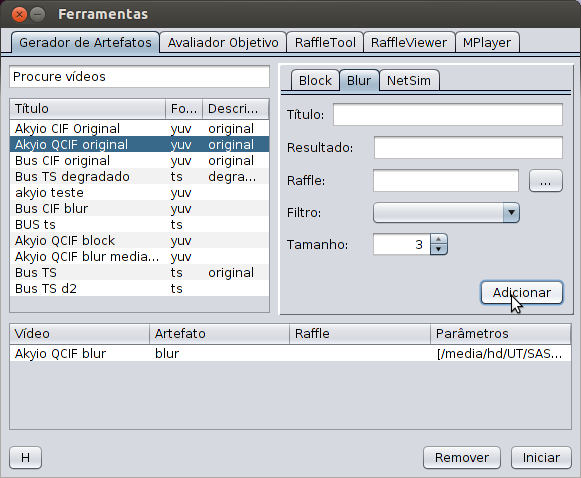 Ferramentas
Gerador de Artefatos Avaliador Objetivo RaffleTool RaffleViewer MPlayer
Procure vídeos
Título Fo... Descri...
Akyio CIF Original yuv original
Akyio QCIF original yuv original
Bus CIF original yuv original
Bus TS degradado ts degra...
akyio teste yuv
Bus CIF blur yuv
BUS ts ts
Akyio QCIF block yuv
Akyio QCIF blur media... yuv
Bus TS ts original
Bus TS d2 ts
Block Blur NetSim
Título:
Resultado:
Raffle: ...
Filtro:
Tamanho: 3
Adicionar
Vídeo Artefato Raffle Parâmetros
Akyio QCIF blur blur [/media/hd/UT/SAS...
H Remover Iniciar